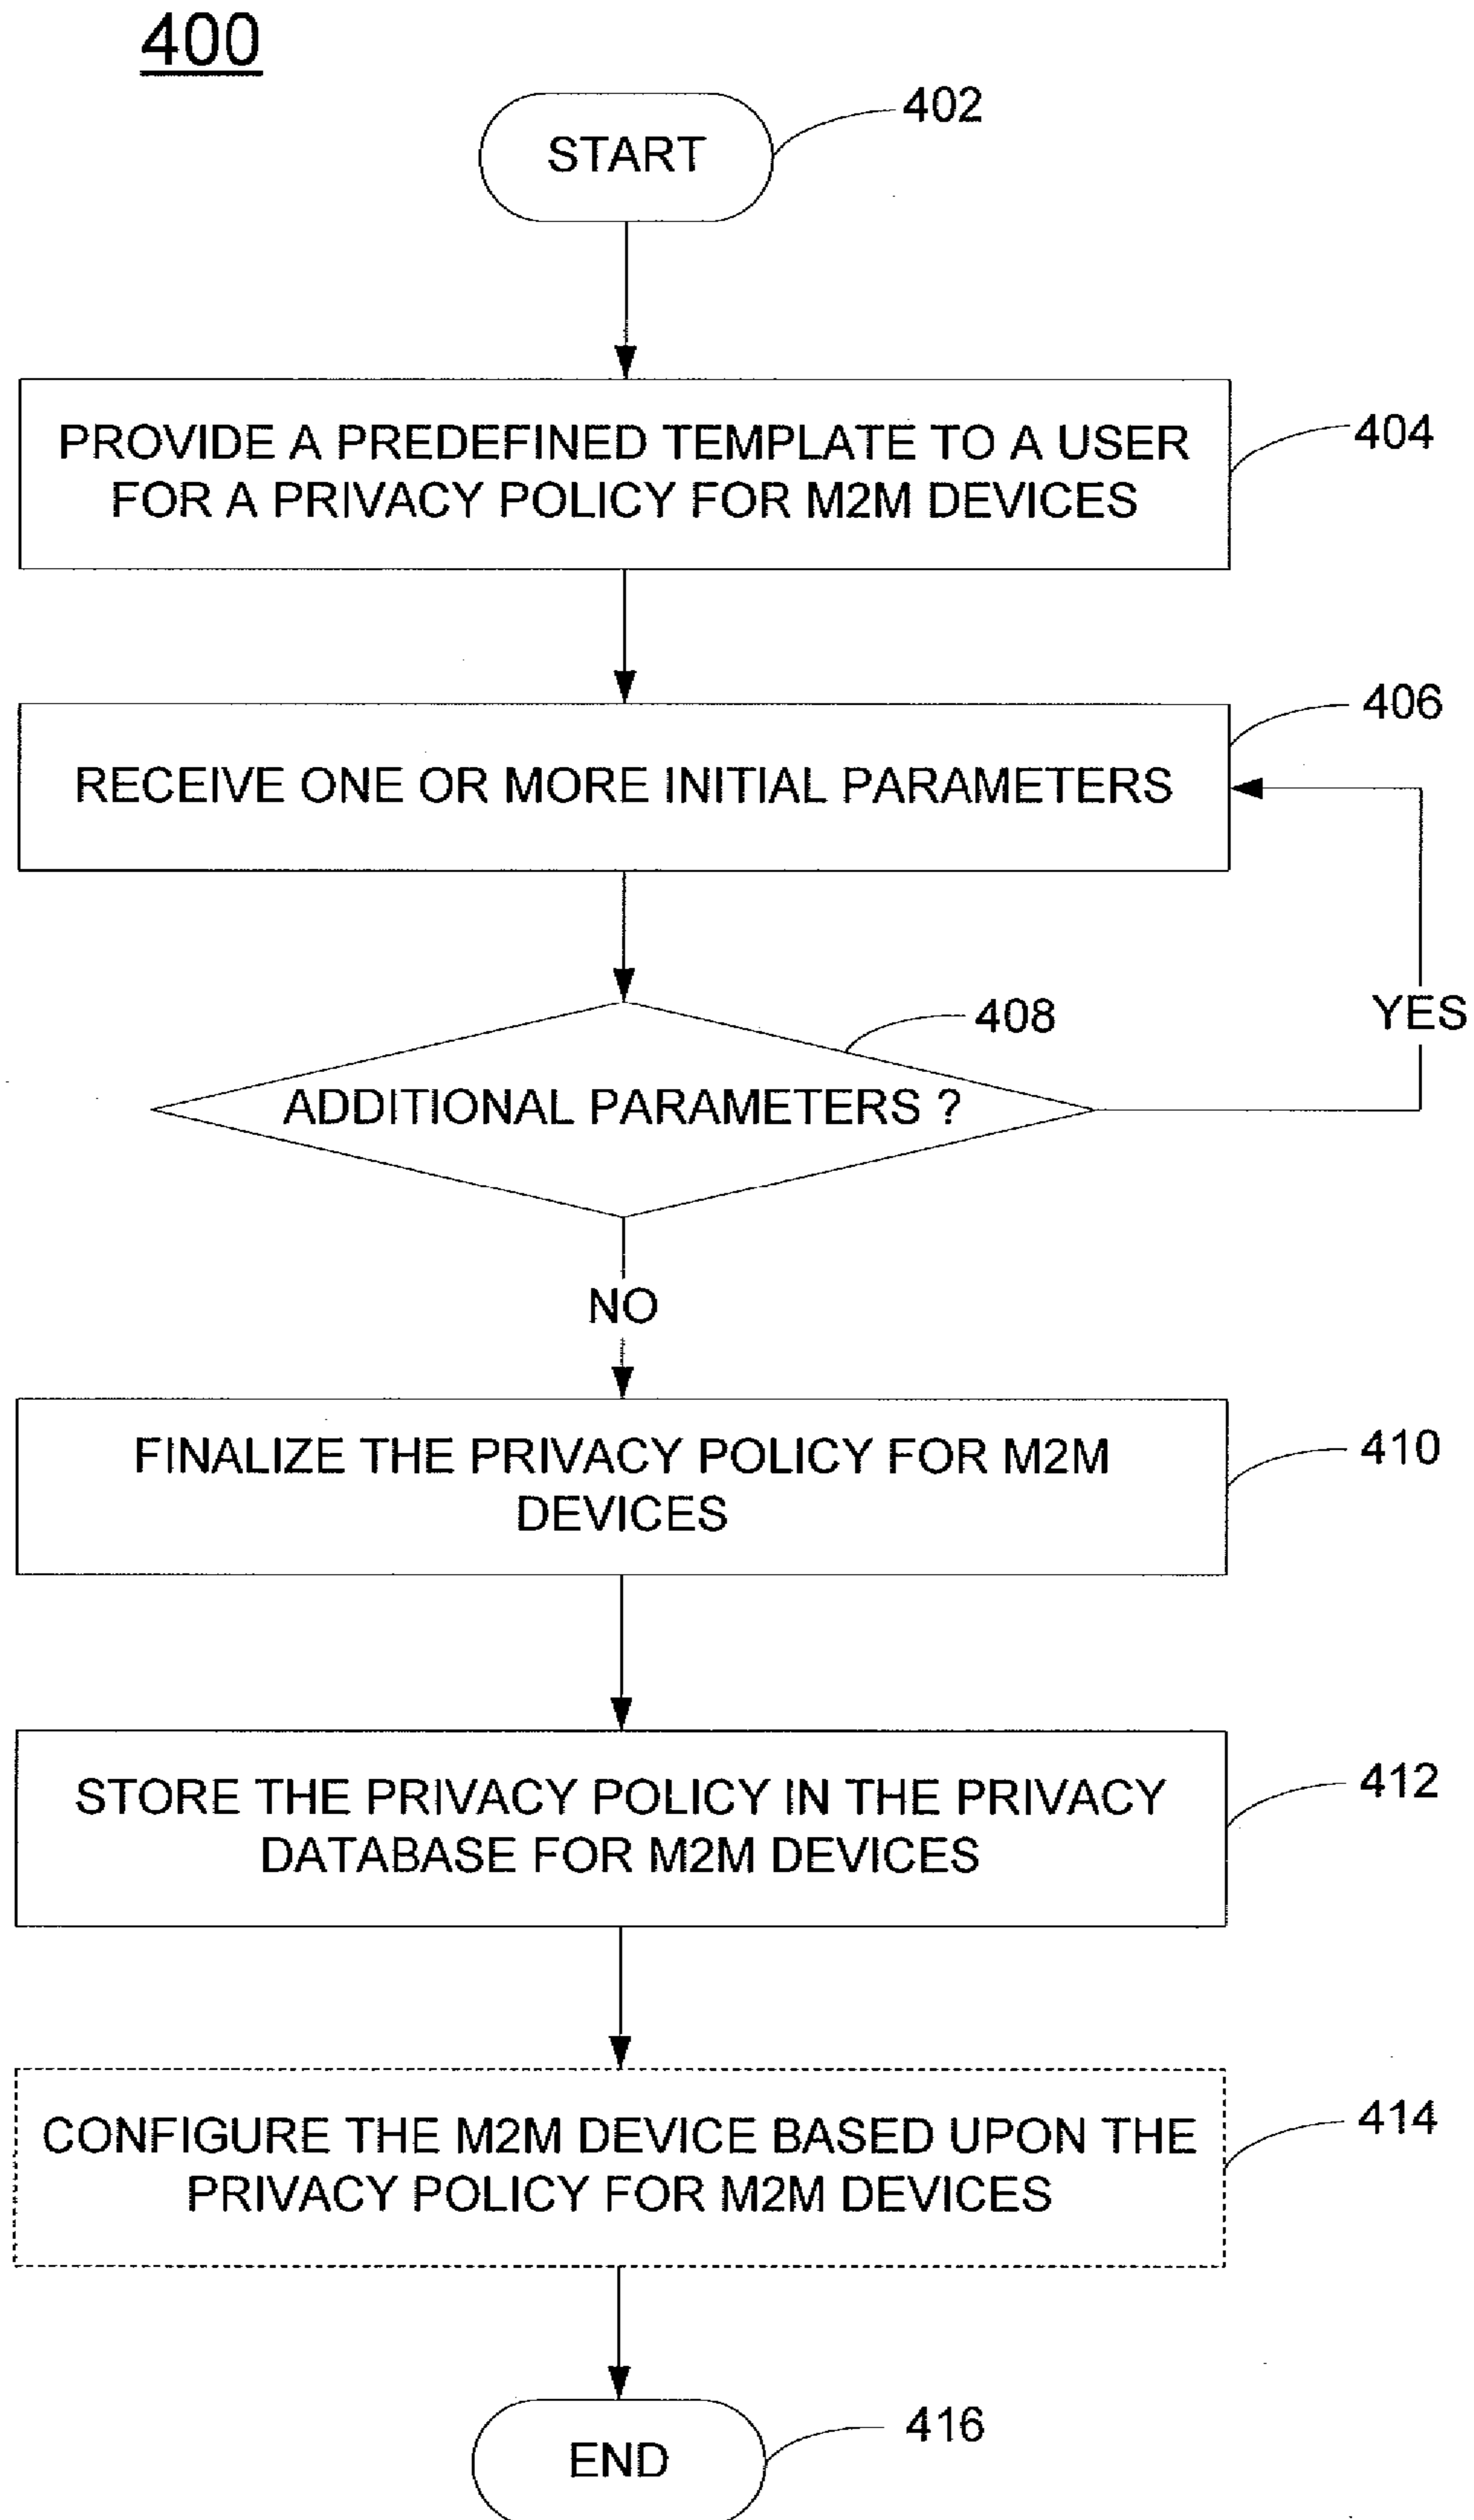 400
402
START
404
PROVIDE A PREDEFINED TEMPLATE TO A USER
FOR A PRIVACY POLICY FOR M2M DEVICES
406
RECEIVE ONE OR MORE INITIAL PARAMETERS
408
YES
ADDITIONAL PARAMETERS ?
NO
410
FINALIZE THE PRIVACY POLICY FOR M2M
DEVICES
412
STORE THE PRIVACY POLICY IN THE PRIVACY
DATABASE FOR M2M DEVICES
414
CONFIGURE THE M2M DEVICE BASED UPON THE
PRIVACY POLICY FOR M2M DEVICES
416
END